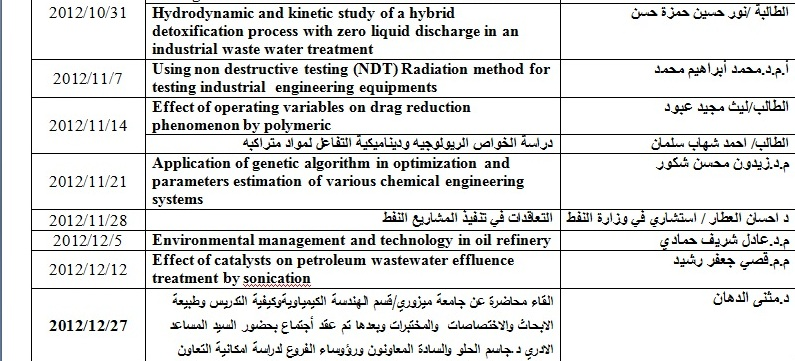 2012/10/31
Hydrodynamic and kinetic study of a hybrid
detoxification process with zero liquid discharge in an
industrial waste water treatment
الطالبة /نور حسين حمزة حسن
2012/11/7
Using non destructive testing (NDT) Radiation method for
testing industrial engineering equipments
أ.م.د.محمد أبراهيم محمد
2012/11/14
Effect of operating variables on drag reduction
phenomenon by polymeric
الطالب/ليث مجيد عبود
دراسة الخواص الريولوجيه وديناميكية التفاعل لمواد متراكبه
الطالب/ احمد شهاب سلمان
2012/11/21
Application of genetic algorithm in optimization and
parameters estimation of various chemical engineering
systems
م.د.زيدون محسن شكور
2012/11/28
التعاقدات في تنفيذ المشاريع النفط
د احسان العطار / استشاري في وزارة النفط
2012/12/5
Environmental management and technology in oil refinery
م.د.عادل شريف حمادي
2012/12/12
Effect of catalysts on petroleum wastewater effluence
treatment by sonication
م.م.قصي جعفر رشيد
2012/12/27
القاء محاضرة عن جامعة ميزوري/قسم الهندسة الكيمياويةوكيفية التدريس وطبيعة
الابحاث والاختصاصات والمختبرات وبعدها تم عقد أجتماع بحضور السيد المساعد
الادري د.جاسم الحلو والسادة المعاونون ورؤوساء الفروع لدراسة امكانية التعاون
د.مثنى الدهان